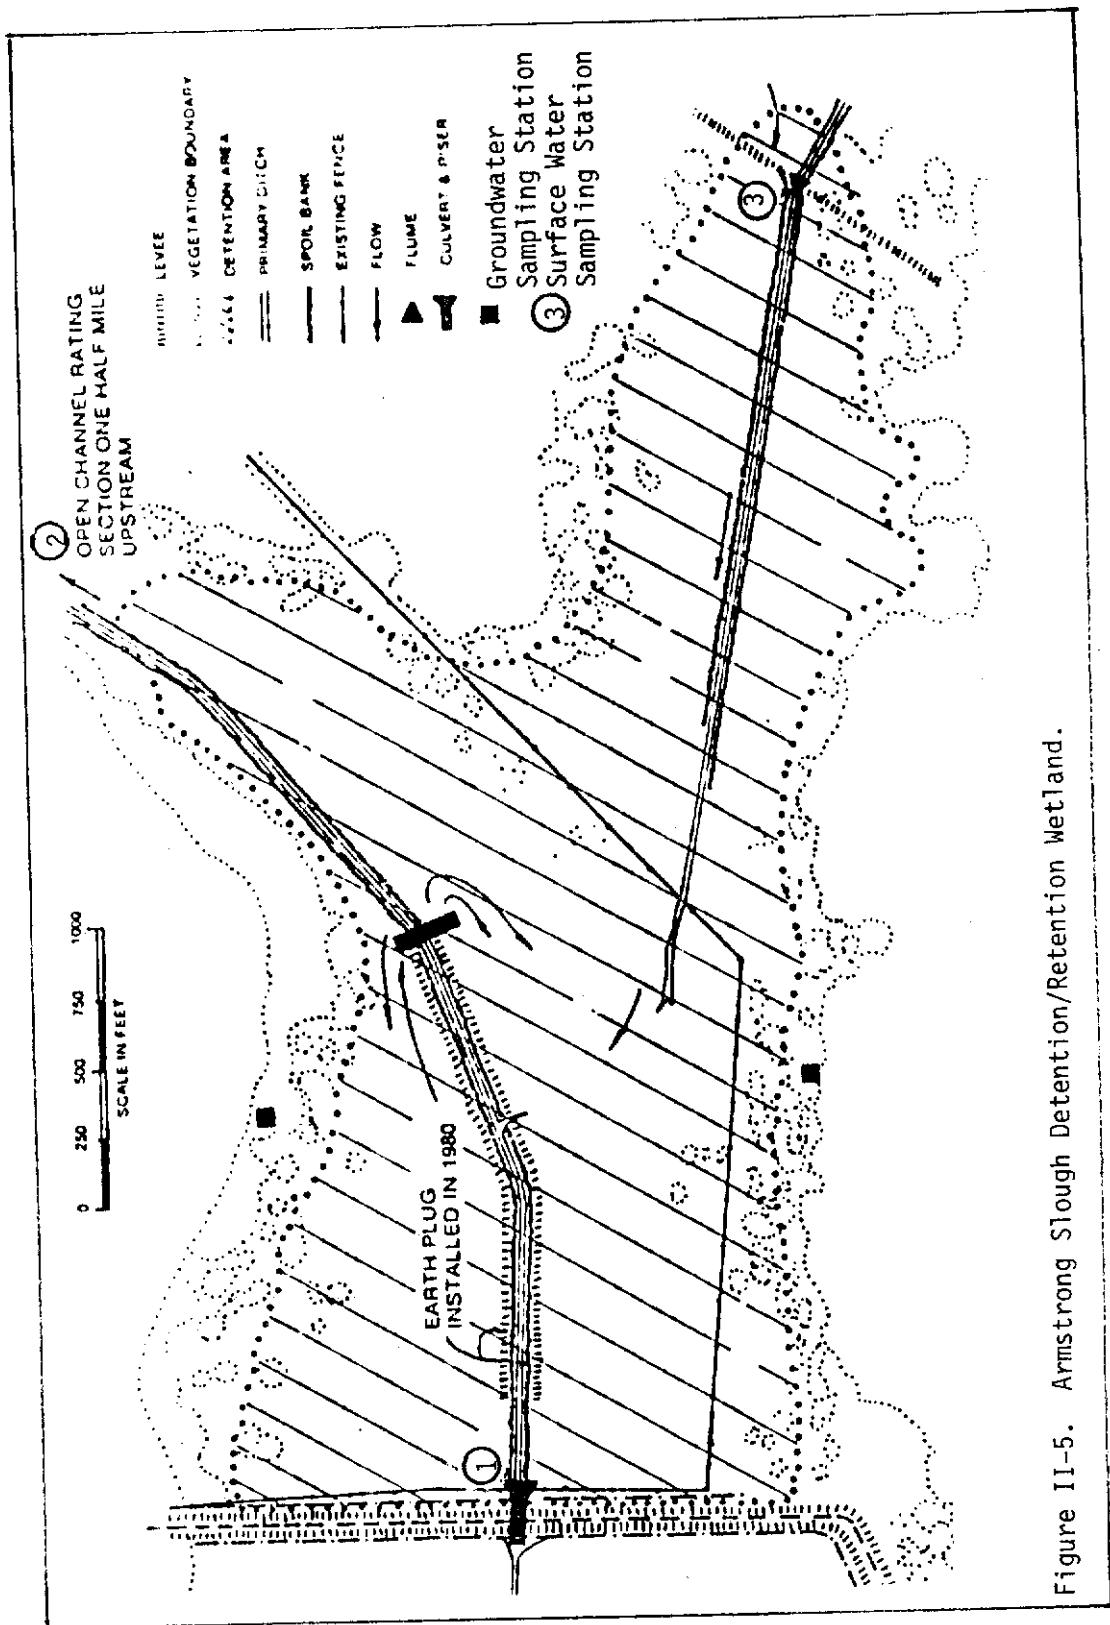 ②
OPEN CHANNEL RATING
SECTION ONE HALF MILE
UPSTREAM
LEVEE
VEGETATION BOUNDARY
DETENTION AREA
PRIMARY DITCH
SPOIL BANK
EXISTING FENCE
FLOW
FLUME
CULVERT & RISER
Groundwater
Sampling Station
③ Surface Water
Sampling Station
0 250 500 750 1000
SCALE IN FEET
EARTH PLUG
INSTALLED IN 1980
①
③
Figure II-5. Armstrong Slough Detention/Retention Wetland.